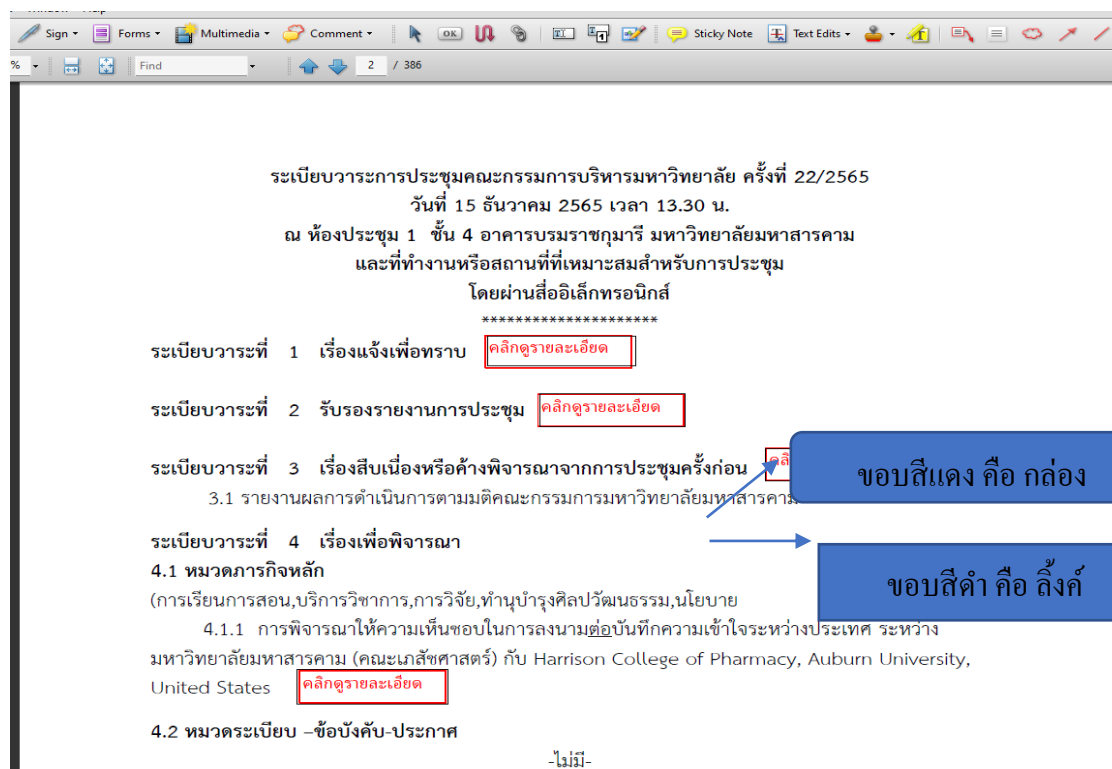 Sign Forms Multimedia Comment OK Sticky Note Text Edits
% Find 2 / 386
ระเบียบวาระการประชุมคณะกรรมการบริหารมหาวิทยาลัย ครั้งที่ 22/2565
วันที่ 15 ธันวาคม 2565 เวลา 13.30 น.
ณ ห้องประชุม 1 ชั้น 4 อาคารบรมราชกุมารี มหาวิทยาลัยมหาสารคาม
และที่ทำงานหรือสถานที่ที่เหมาะสมสำหรับการประชุม
โดยผ่านสื่ออิเล็กทรอนิกส์
*********************
ระเบียบวาระที่ 1 เรื่องแจ้งเพื่อทราบ คลิกดูรายละเอียด
ระเบียบวาระที่ 2 รับรองรายงานการประชุม คลิกดูรายละเอียด
ระเบียบวาระที่ 3 เรื่องสืบเนื่องหรือค้างพิจารณาจากการประชุมครั้งก่อน
ขอบสีแดง คือ กล่อง
3.1 รายงานผลการดำเนินการตามมติคณะกรรมการมหาวิทยาลัยมหาสารคาม
ระเบียบวาระที่ 4 เรื่องเพื่อพิจารณา
4.1 หมวดภารกิจหลัก
ขอบสีดำ คือ ลิ้งค์
(การเรียนการสอน,บริการวิชาการ,การวิจัย,ทำนุบำรุงศิลปวัฒนธรรม,นโยบาย
4.1.1 การพิจารณาให้ความเห็นชอบในการลงนามต่อบันทึกความเข้าใจระหว่างประเทศ ระหว่าง
มหาวิทยาลัยมหาสารคาม (คณะเภสัชศาสตร์) กับ Harrison College of Pharmacy, Auburn University,
United States คลิกดูรายละเอียด
4.2 หมวดระเบียบ –ข้อบังคับ-ประกาศ
-ไม่มี-